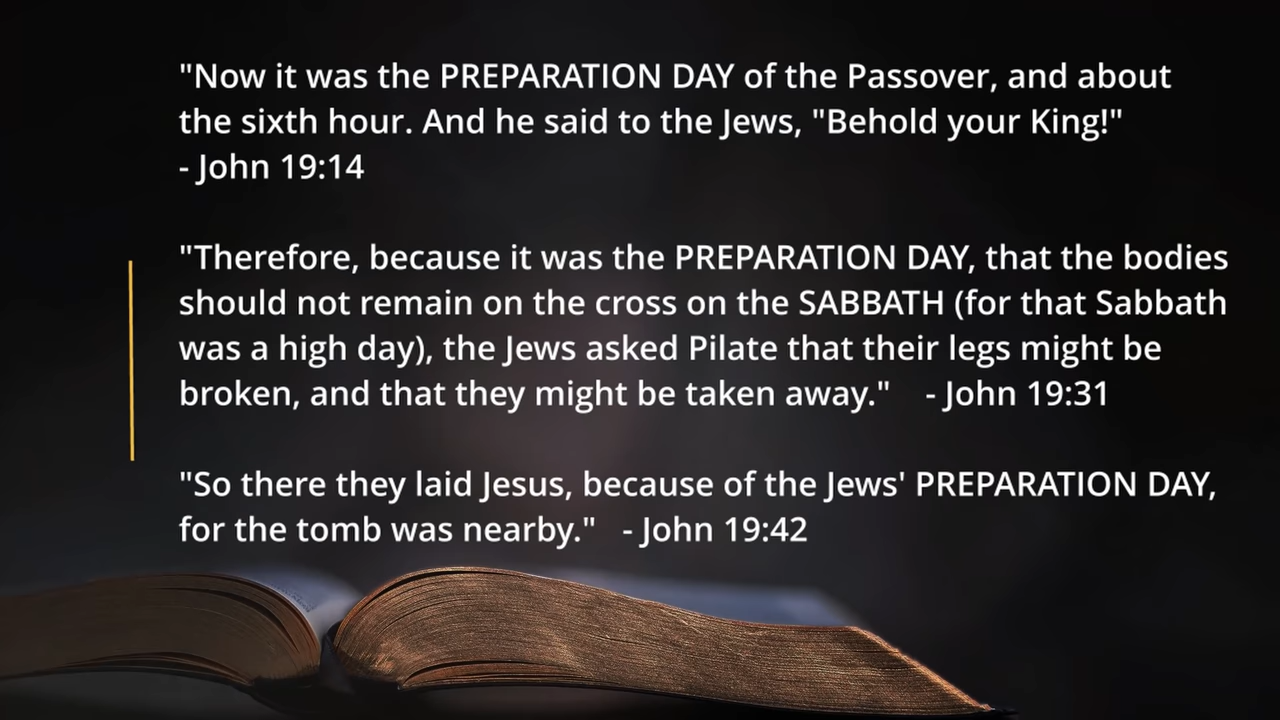 "Now it was the PREPARATION DAY of the Passover, and about
the sixth hour. And he said to the Jews, "Behold your King!"
- John 19:14
"Therefore, because it was the PREPARATION DAY, that the bodies
should not remain on the cross on the SABBATH (for that Sabbath
was a high day), the Jews asked Pilate that their legs might be
broken, and that they might be taken away." - John 19:31
"So there they laid Jesus, because of the Jews' PREPARATION DAY,
for the tomb was nearby." - John 19:42